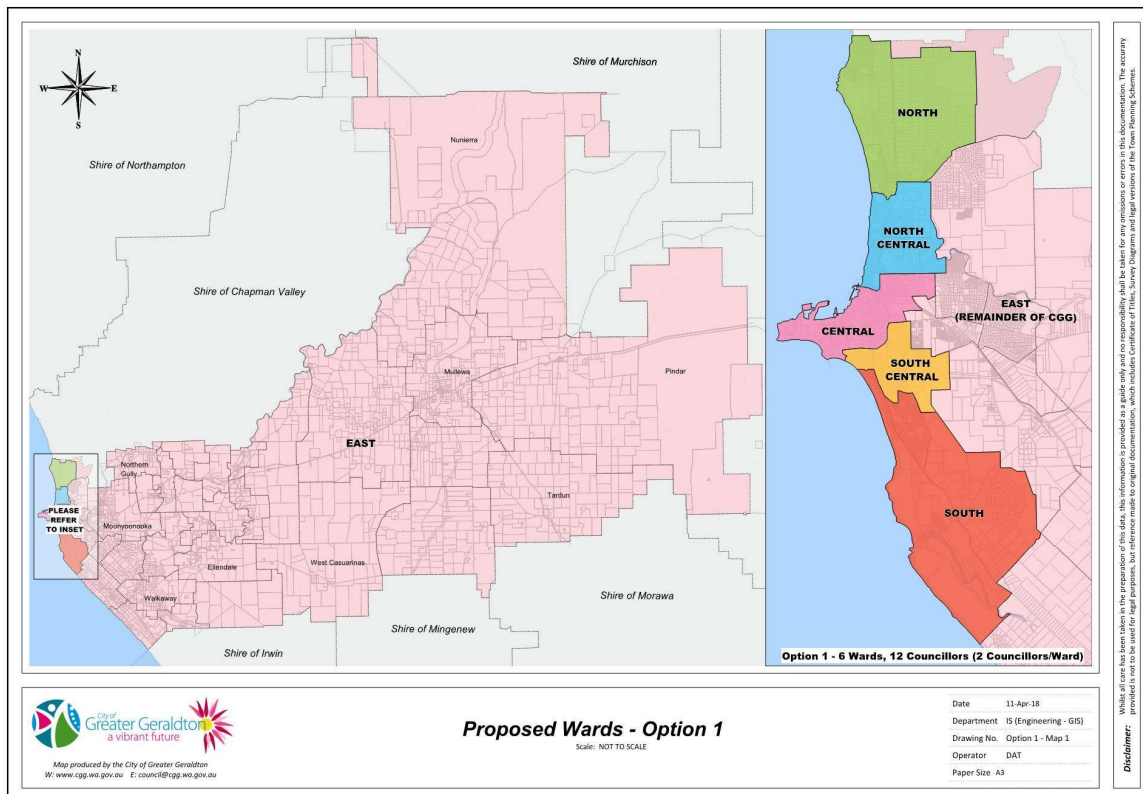 N
W
E
S
Shire of Murchison
Shire of Northampton
Nunierra
Shire of Chapman Valley
Mullewa
Pindar
EAST
Northern
Gully
Tardun
PLEASE
REFER
TO INSET
Moonyoonooka
Ellendale
West Casuarinas
Walkaway
Shire of Morawa
Shire of Mingenew
Shire of Irwin
NORTH
NORTH
CENTRAL
EAST
(REMAINDER OF CGG)
CENTRAL
SOUTH
CENTRAL
SOUTH
Option 1 - 6 Wards, 12 Councillors (2 Councillors/Ward)
City of
Greater Geraldton
a vibrant future
Map produced by the City of Greater Geraldton
W: www.cgg.wa.gov.au E: council@cgg.wa.gov.au
Proposed Wards - Option 1
Scale: NOT TO SCALE
Date 11-Apr-18
Department IS (Engineering - GIS)
Drawing No. Option 1 - Map 1
Operator DAT
Paper Size A3
Disclaimer: Whilst all care has been taken in the preparation of this data, this information is provided as a guide only and no responsibility shall be taken for any omissions or errors in this documentation. The accurary
provided is not to be used for legal purposes, but reference made to original documentation, which includes Certificate of Titles, Survey Diagrams and legal versions of the Town Planning Schemes.